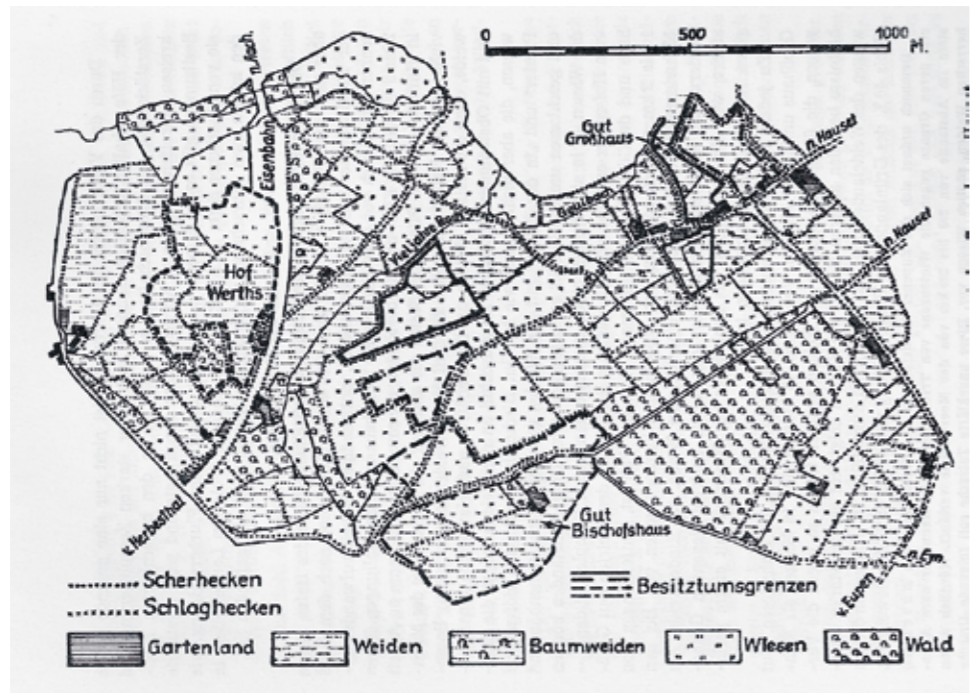 0 500 1000 M.
n. Aach.
Eisenbahn
Gut
Großhaus
n. Hauset
n. Hauset
Hof
Werths
Gut
Bischofshaus
v. Herbesthal
v. Eupen
Scherhecken
Schlaghecken
Besitztumsgrenzen
Gartenland Weiden Baumweiden Wiesen Wald